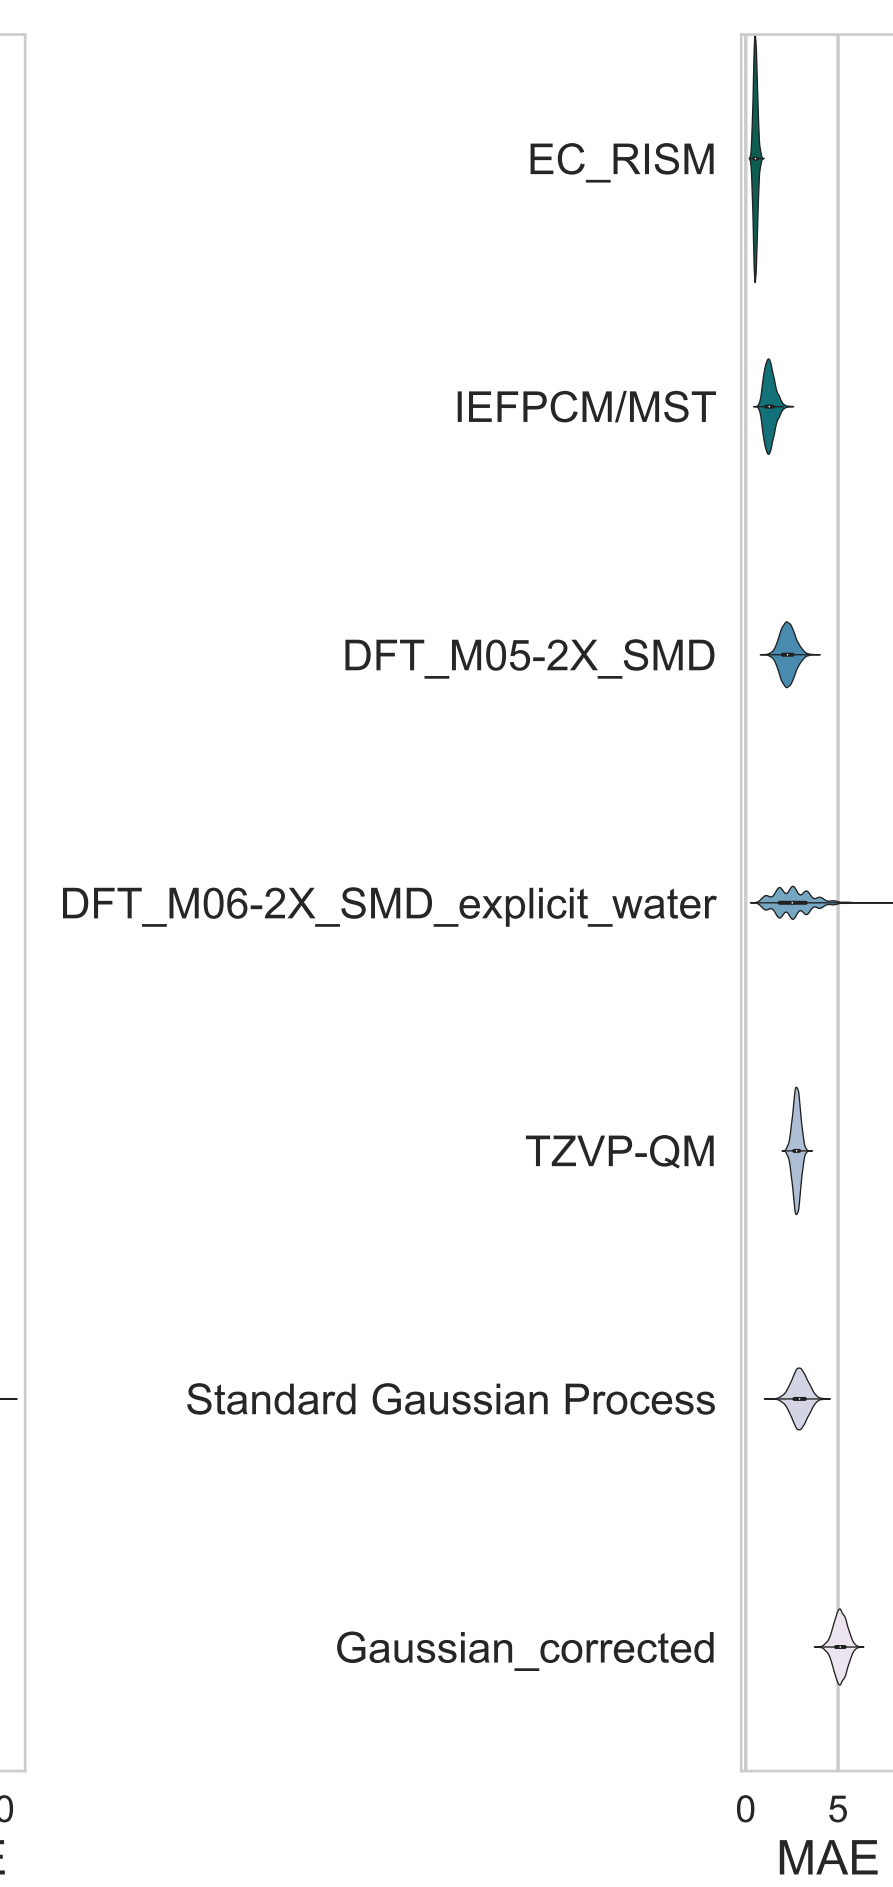 EC_RISM
IEFPCM/MST
DFT_M05-2X_SMD
DFT_M06-2X_SMD_explicit_water
TZVP-QM
Standard Gaussian Process
Gaussian_corrected
0 5
MAE